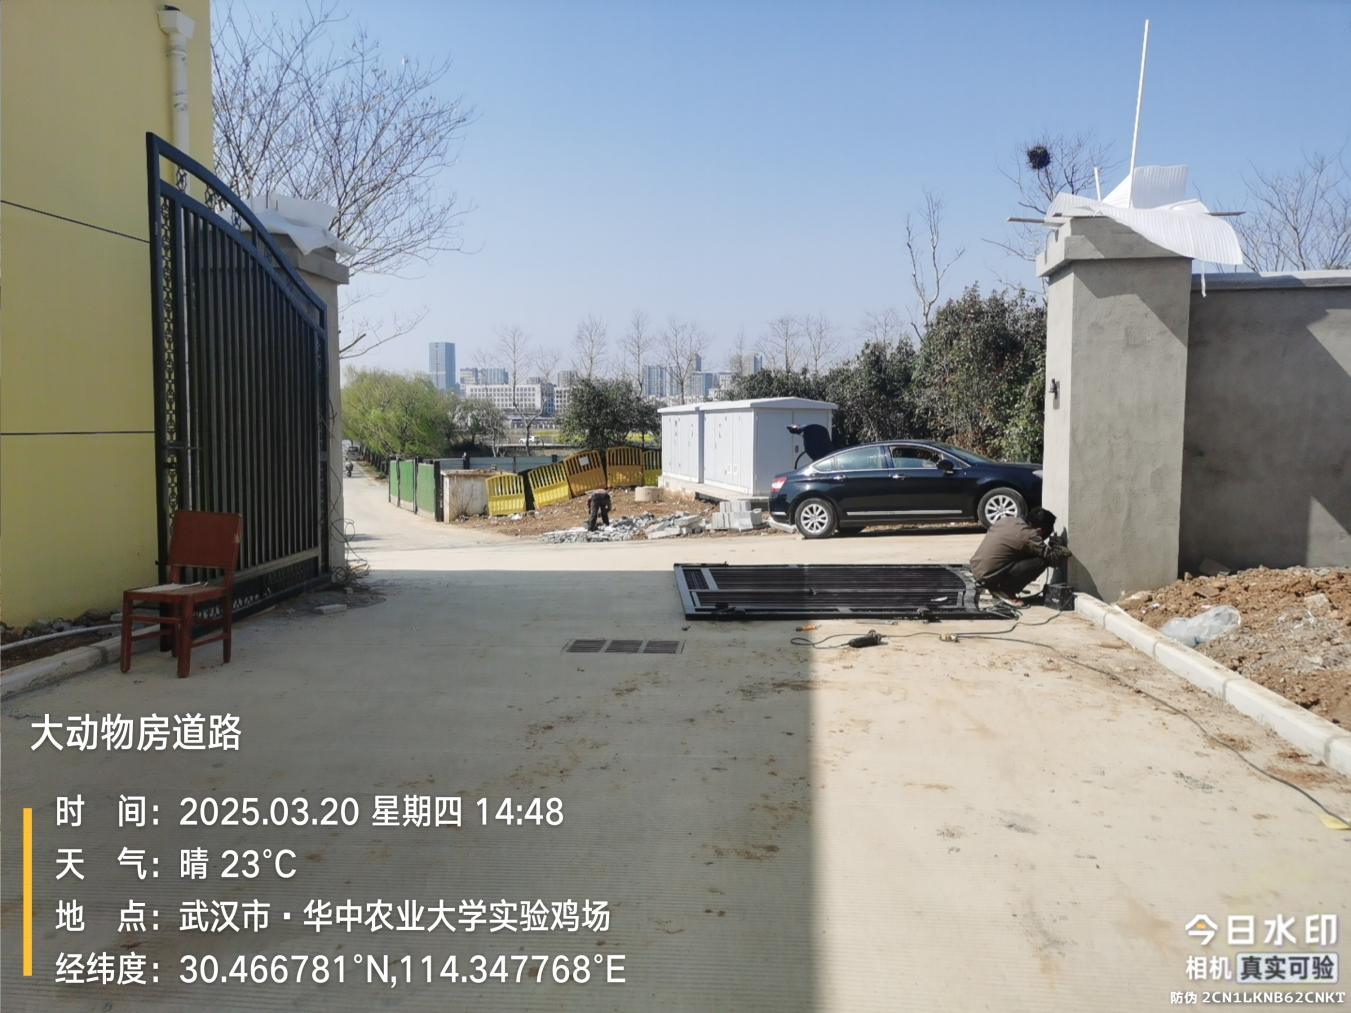 大动物房道路
时 间：2025.03.20 星期四 14:48
天 气：晴 23°C
地 点：武汉市·华中农业大学实验鸡场
经纬度：30.466781°N,114.347768°E
今日水印
相机 真实可验
防伪 2CN1LKNB62CNKT